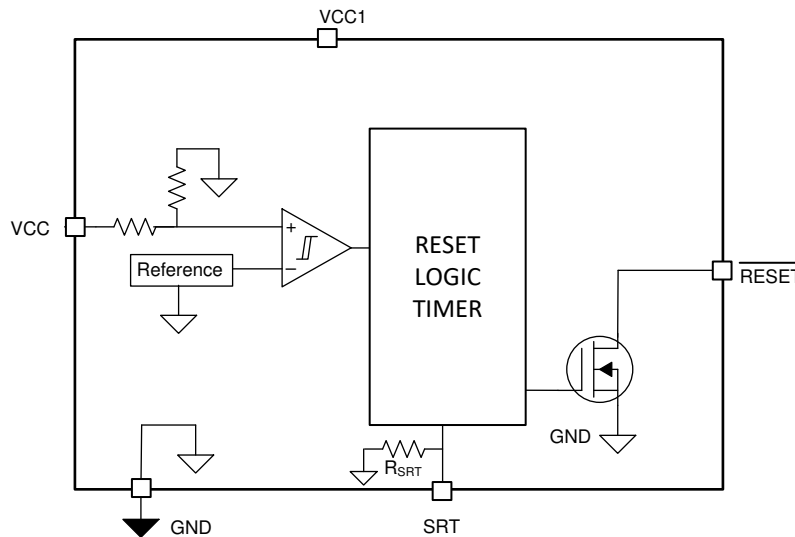 VCC1
VCC
+
−
Reference
RESET
LOGIC
TIMER
RESET
GND
RSRT
GND
SRT